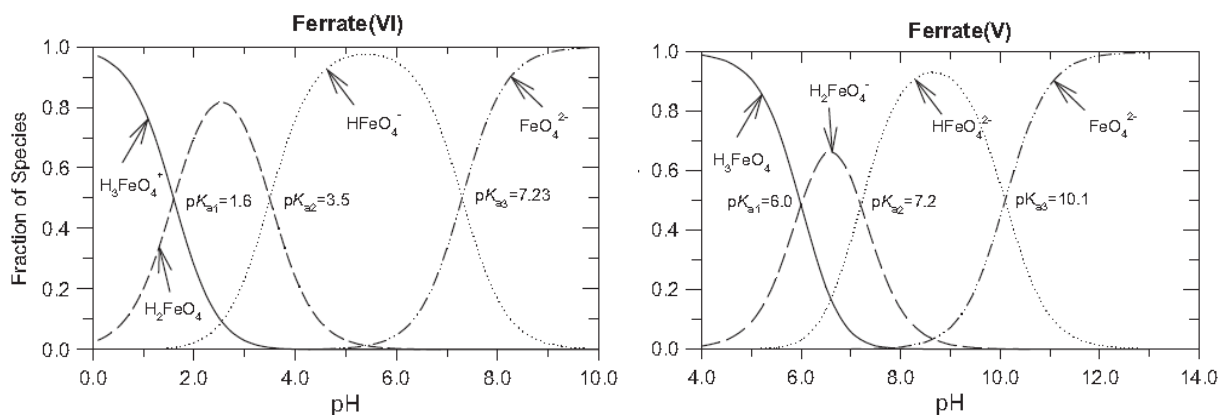 Ferrate(VI)
Fraction of Species
1.0
0.8
0.6
0.4
0.2
0.0
H₃FeO₄⁺
H₂FeO₄
HFeO₄⁻
FeO₄²⁻
pKₐ₁=1.6
pKₐ₂=3.5
pKₐ₃=7.23
0.0 2.0 4.0 6.0 8.0 10.0
pH
Ferrate(V)
1.0
0.8
0.6
0.4
0.2
0.0
H₂FeO₄⁻
H₃FeO₄
HFeO₄²⁻
FeO₄²⁻
pKₐ₁=6.0
pKₐ₂=7.2
pKₐ₃=10.1
4.0 6.0 8.0 10.0 12.0 14.0
pH